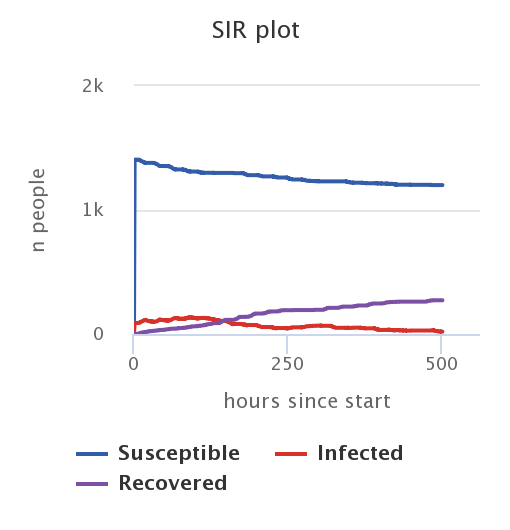 SIR plot
2k
1k
0
n people
0 250 500
hours since start
Susceptible Infected
Recovered